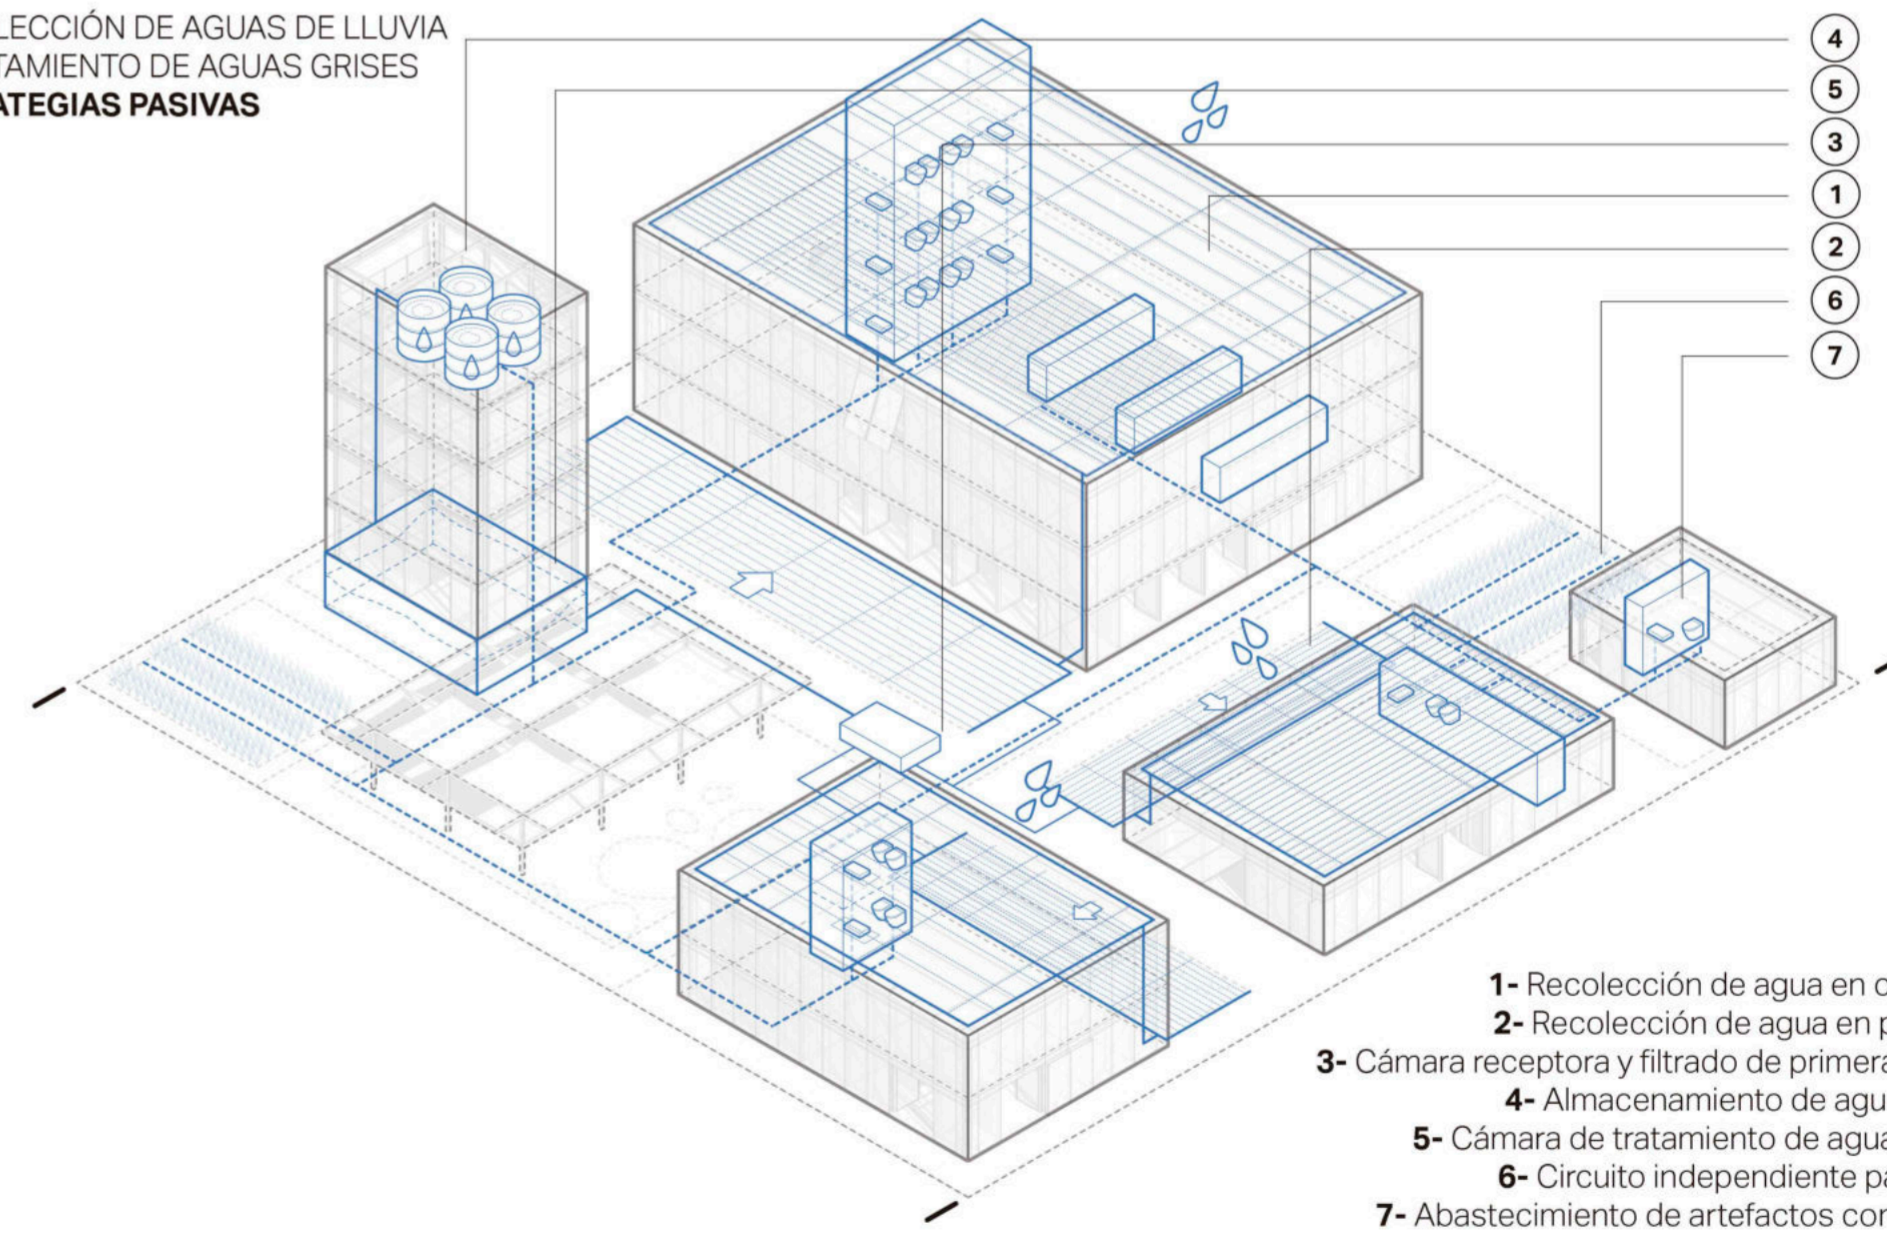 LECCIÓN DE AGUAS DE LLUVIA
TAMIENTO DE AGUAS GRISES
ATEGIAS PASIVAS
4
5
3
1
2
6
7
1- Recolección de agua en
2- Recolección de agua en
3- Cámara receptora y filtrado de primera
4- Almacenamiento de agu
5- Cámara de tratamiento de agua
6- Circuito independiente pa
7- Abastecimiento de artefactos con